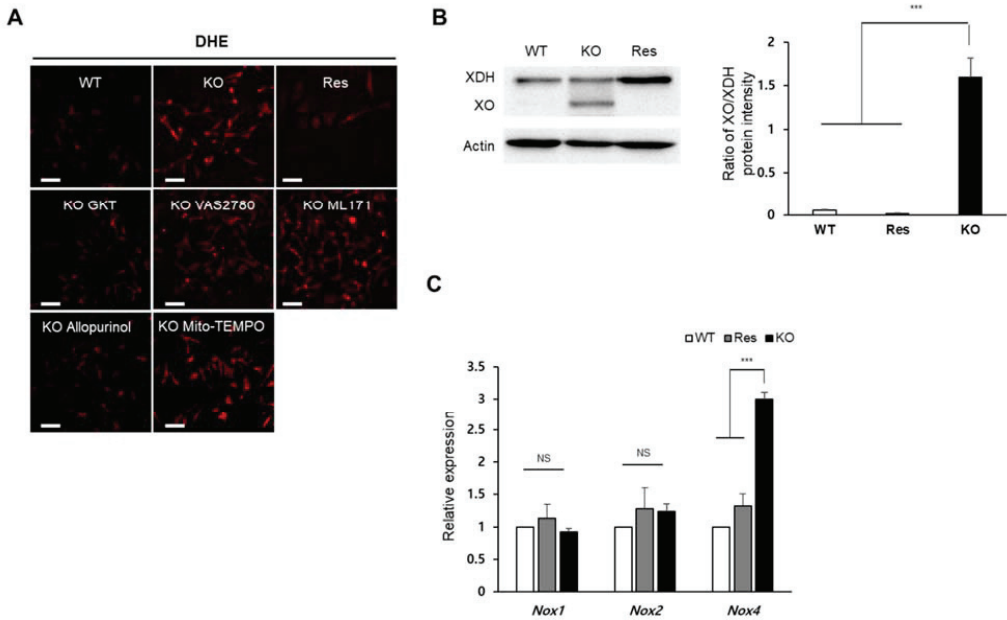 A
DHE
WT
KO
Res
KO GKT
KO VAS2780
KO ML171
KO Allopurinol
KO Mito-TEMPO
B
WT
KO
Res
XDH
XO
Actin
***
Ratio of XO/XDH
protein intensity
2
1.5
1
0.5
0
WT
Res
KO
C
WT
Res
KO
***
NS
NS
Relative expression
3.5
3
2.5
2
1.5
1
0.5
0
Nox1
Nox2
Nox4